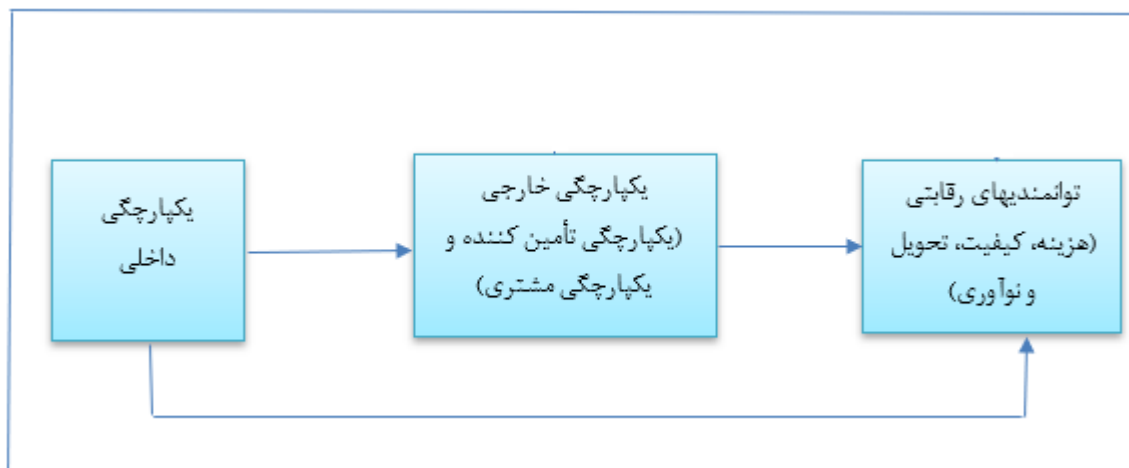 یکپارچگی
داخلی
یکپارچگی خارجی
(یکپارچگی تأمین کننده و
یکپارچگی مشتری)
توانمندیهای رقابتی
(هزینه، کیفیت، تحویل
و نوآوری)